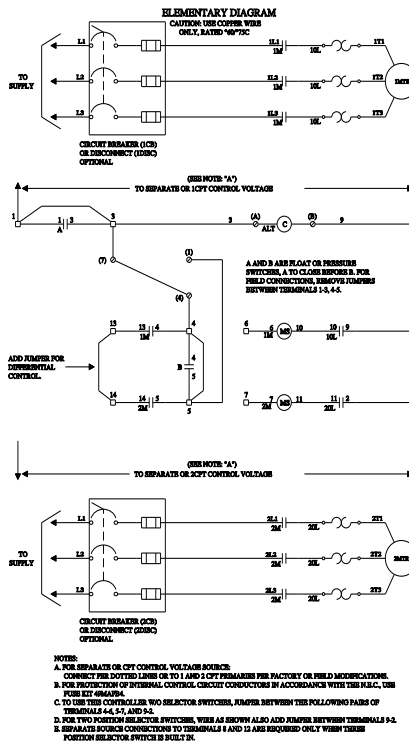 ELEMENTARY DIAGRAM
CAUTION: USE COPPER WIRE
ONLY, RATED "60/75C
L1
1L1
1M
10L
1T1
TO
SUPPLY
L2
1L2
1M
10L
1T2
1MTR
L3
1L3
1M
10L
1T3
CIRCUIT BREAKER (1CB)
OR DISCONNECT (1DISC)
OPTIONAL
(SEE NOTE: "A")
TO SEPARATE OR 1CPT CONTROL VOLTAGE
1
1 3
A
3
3
(A)
ALT
C
(B)
9
(7)
(1)
(4)
A AND B ARE FLOAT OR PRESSURE
SWITCHES, A TO CLOSE BEFORE B. FOR
FIELD CONNECTIONS, REMOVE JUMPERS
BETWEEN TERMINALS 1-3, 4-5.
13
13 4
1M
4
6
6
1M
MS
10
10 9
10L
ADD JUMPER FOR
DIFFERENTIAL
CONTROL.
B
4
5
14
14 5
2M
5
7
7
2M
MS
11
11 2
20L
(SEE NOTE: "A")
TO SEPARATE OR 2CPT CONTROL VOLTAGE
L1
2L1
2M
20L
2T1
TO
SUPPLY
L2
2L2
2M
20L
2T2
2MTR
L3
2L3
2M
20L
2T3
CIRCUIT BREAKER (2CB)
OR DISCONNECT (2DISC)
OPTIONAL
NOTES:
A. FOR SEPARATE OR CPT CONTROL VOLTAGE SOURCE:
CONNECT PER DOTTED LINES OR TO 1 AND 2 CPT PRIMARIES PER FACTORY OR FIELD MODIFICATIONS.
B. FOR PROTECTION OF INTERNAL CONTROL CIRCUIT CONDUCTORS IN ACCORDANCE WITH THE N.E.C., USE
FUSE KIT 49MAFB4.
C. TO USE THIS CONTROLLER W/O SELECTOR SWITCHES, JUMPER BETWEEN THE FOLLOWING PAIRS OF
TERMINALS 4-6, 5-7, AND 9-2.
D. FOR TWO POSITION SELECTOR SWITCHES, WIRE AS SHOWN ALSO ADD JUMPER BETWEEN TERMINALS 9-2.
E. SEPARATE SOURCE CONNECTIONS TO TERMINALS 8 AND 12 ARE REQUIRED ONLY WHEN THREE
POSITION SELECTOR SWITCH IS BUILT IN.